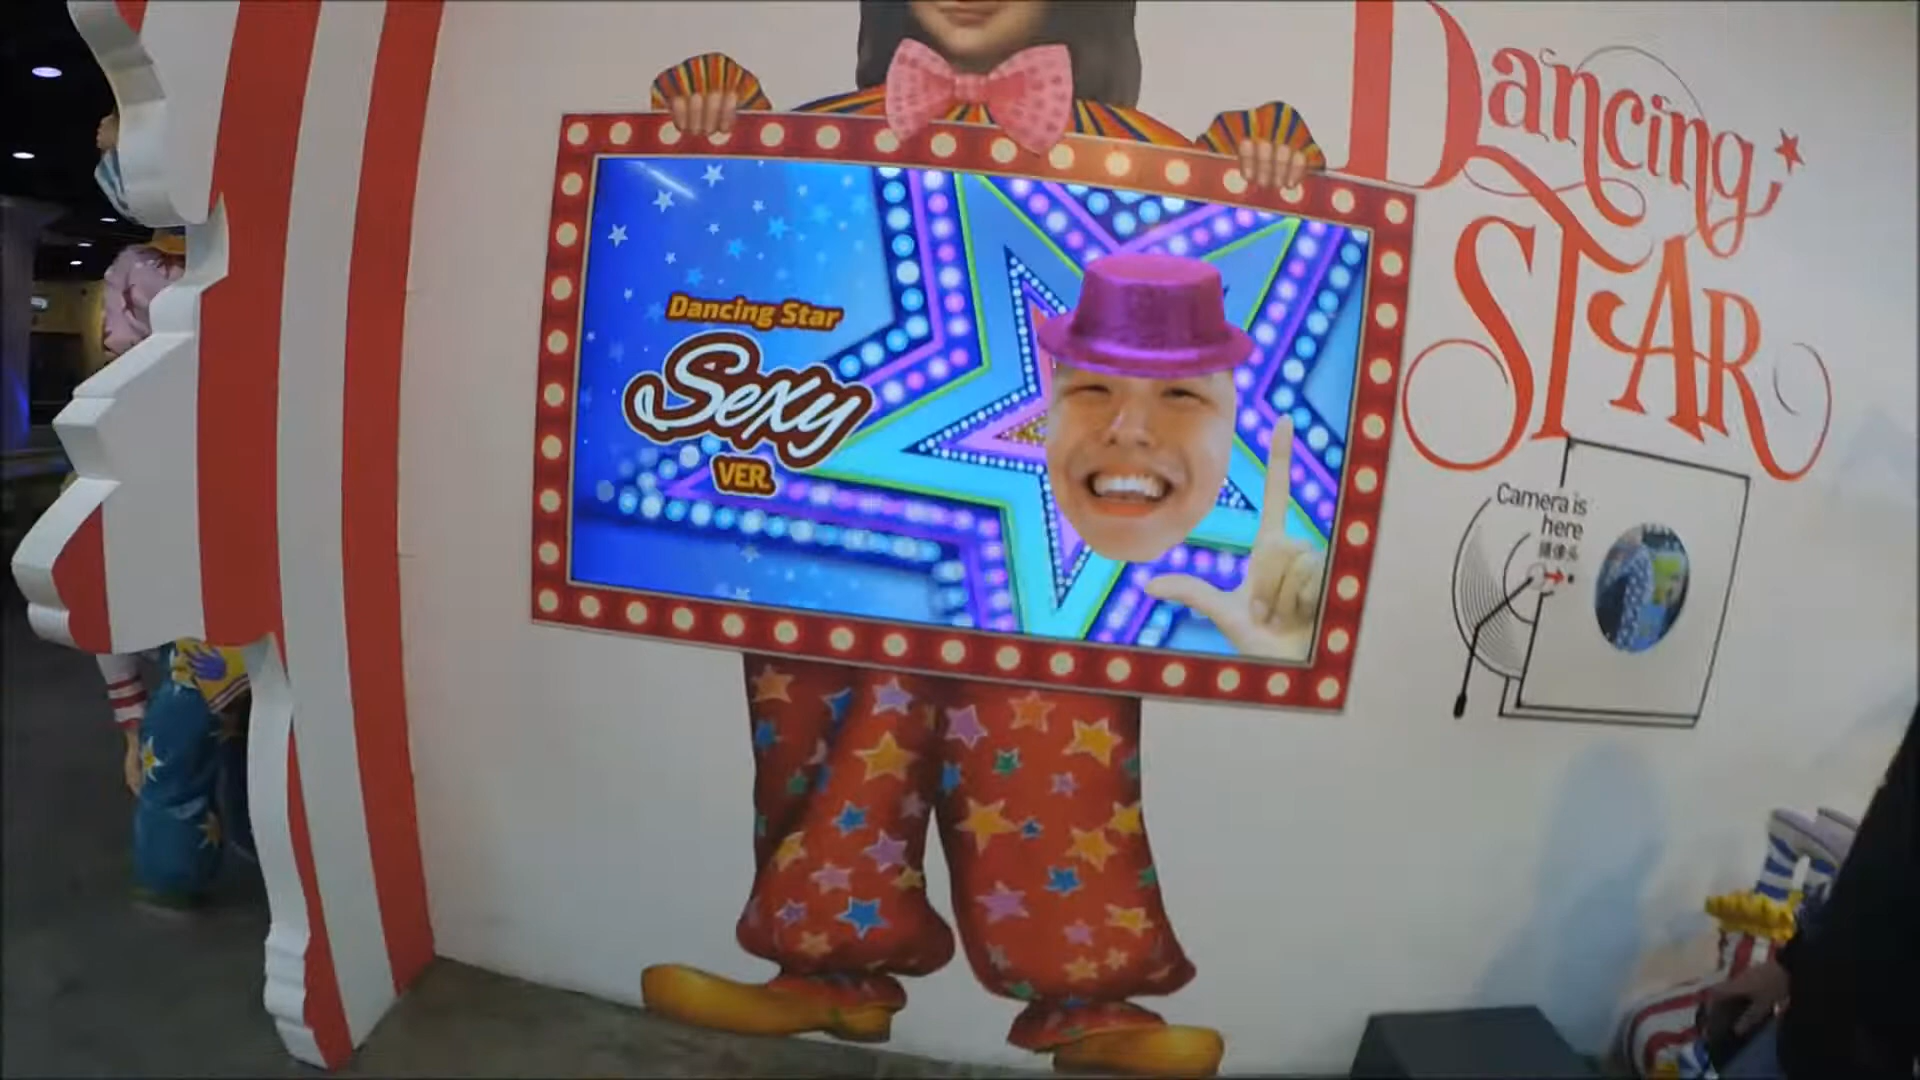 Dancing
STAR
Dancing Star
Sexy
VER.
Camera is
here
摄像头